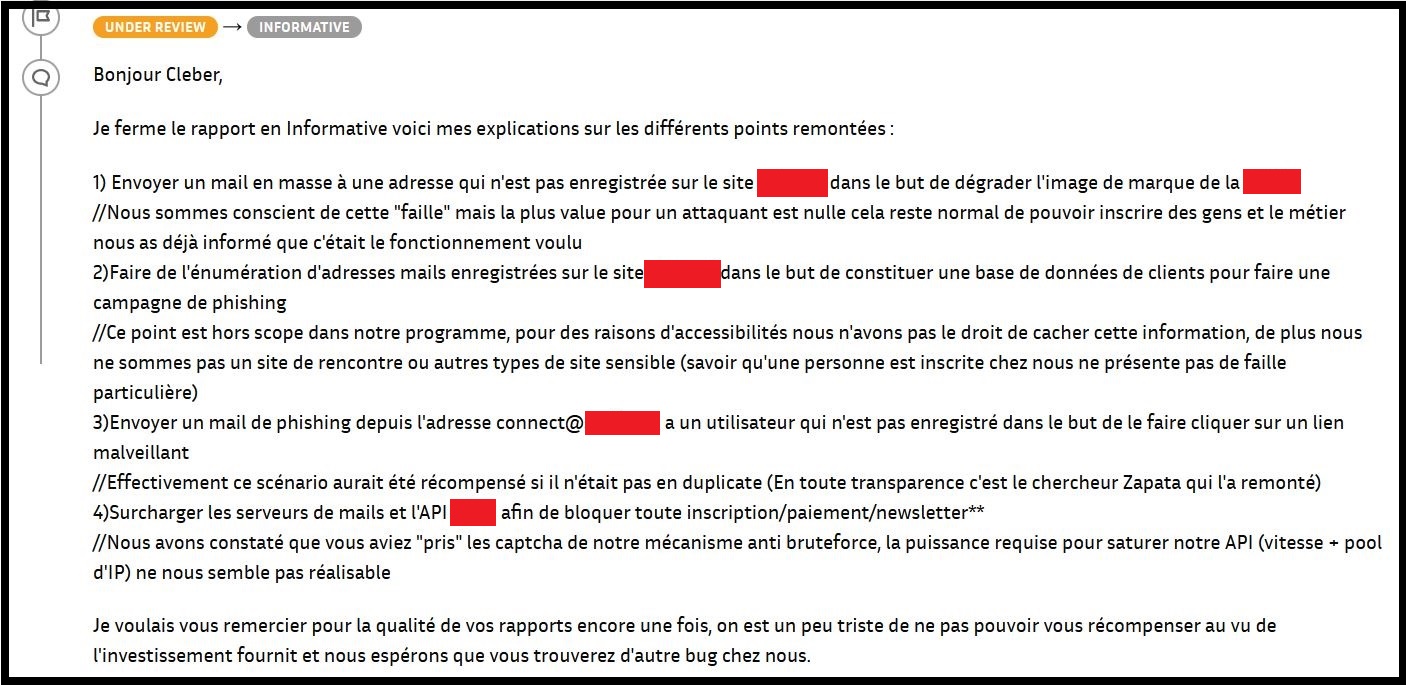 UNDER REVIEW → INFORMATIVE
Bonjour Cleber,
Je ferme le rapport en Informative voici mes explications sur les différents points remontées :
1) Envoyer un mail en masse à une adresse qui n'est pas enregistrée sur le site dans le but de dégrader l'image de marque de la
//Nous sommes conscient de cette "faille" mais la plus value pour un attaquant est nulle cela reste normal de pouvoir inscrire des gens et le métier
nous as déjà informé que c'était le fonctionnement voulu
2)Faire de l'énumération d'adresses mails enregistrées sur le site dans le but de constituer une base de données de clients pour faire une
campagne de phishing
//Ce point est hors scope dans notre programme, pour des raisons d'accessibilités nous n'avons pas le droit de cacher cette information, de plus nous
ne sommes pas un site de rencontre ou autres types de site sensible (savoir qu'une personne est inscrite chez nous ne présente pas de faille
particulière)
3)Envoyer un mail de phishing depuis l'adresse connect@ a un utilisateur qui n'est pas enregistré dans le but de le faire cliquer sur un lien
malveillant
//Effectivement ce scénario aurait été récompensé si il n'était pas en duplicate (En toute transparence c'est le chercheur Zapata qui l'a remonté)
4)Surcharger les serveurs de mails et l'API afin de bloquer toute inscription/paiement/newsletter**
//Nous avons constaté que vous aviez "pris" les captcha de notre mécanisme anti bruteforce, la puissance requise pour saturer notre API (vitesse + pool
d'IP) ne nous semble pas réalisable
Je voulais vous remercier pour la qualité de vos rapports encore une fois, on est un peu triste de ne pas pouvoir vous récompenser au vu de
l'investissement fournit et nous espérons que vous trouverez d'autre bug chez nous.